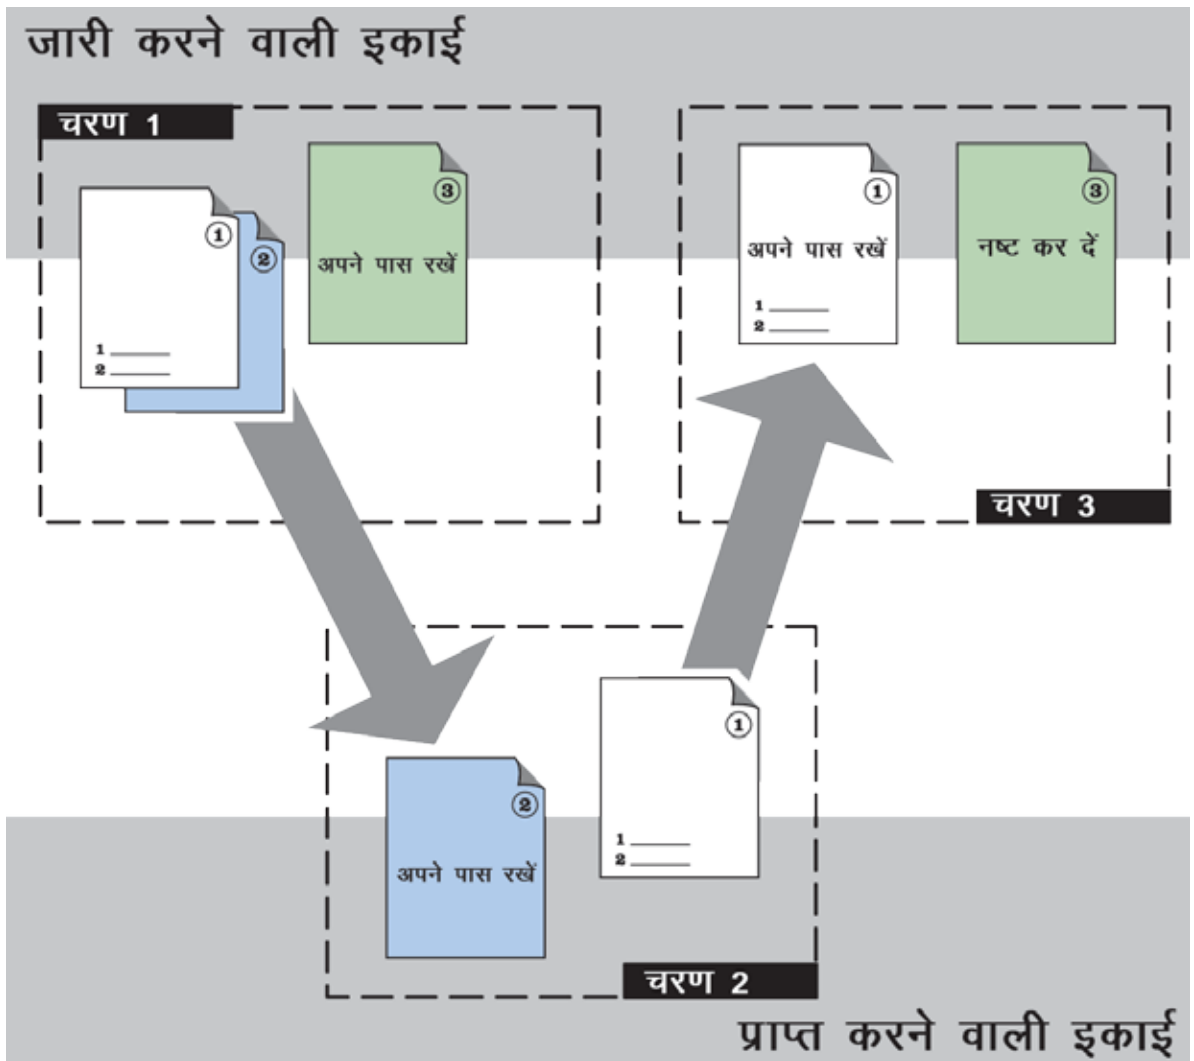 जारी करने वाली इकाई
चरण 1
1
2
1
2
3
अपने पास रखें
1
अपने पास रखें
1
2
3
नष्ट कर दें
चरण 3
2
अपने पास रखें
1
1
2
चरण 2
प्राप्त करने वाली इकाई